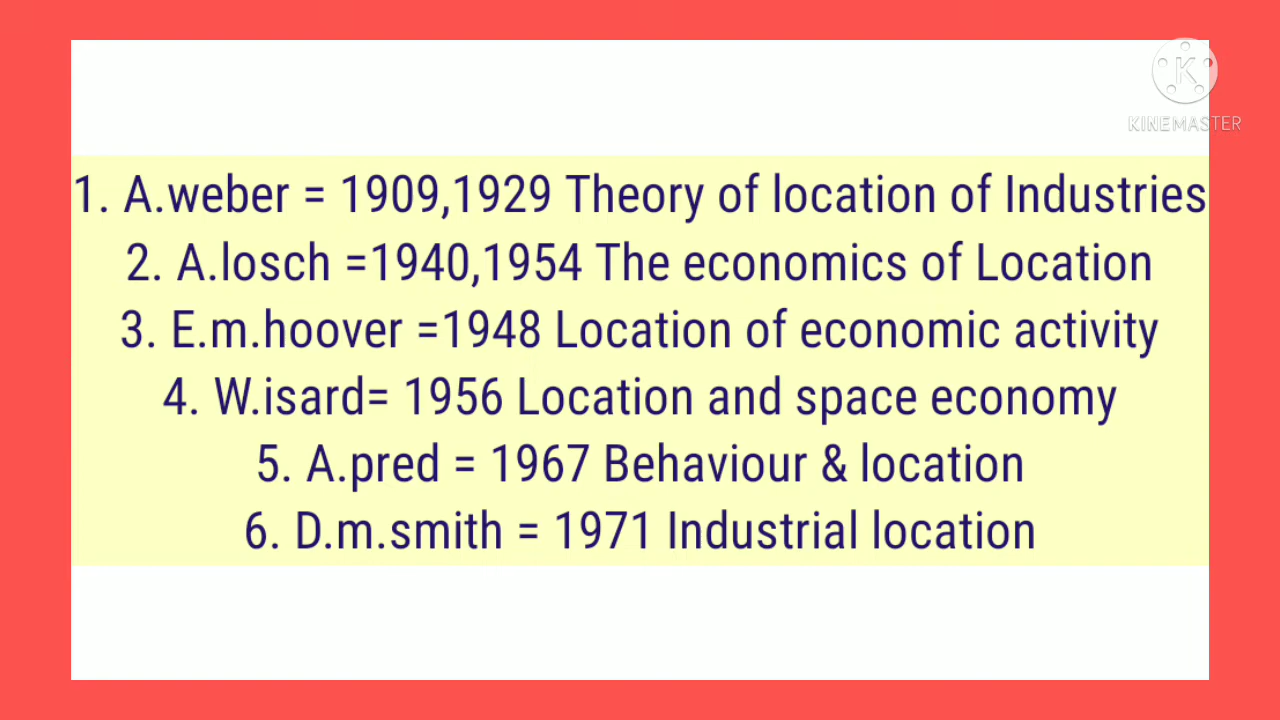 KINEMASTER
1. A.weber = 1909,1929 Theory of location of Industries
2. A.losch =1940,1954 The economics of Location
3. E.m.hoover =1948 Location of economic activity
4. W.isard= 1956 Location and space economy
5. A.pred = 1967 Behaviour & location
6. D.m.smith = 1971 Industrial location